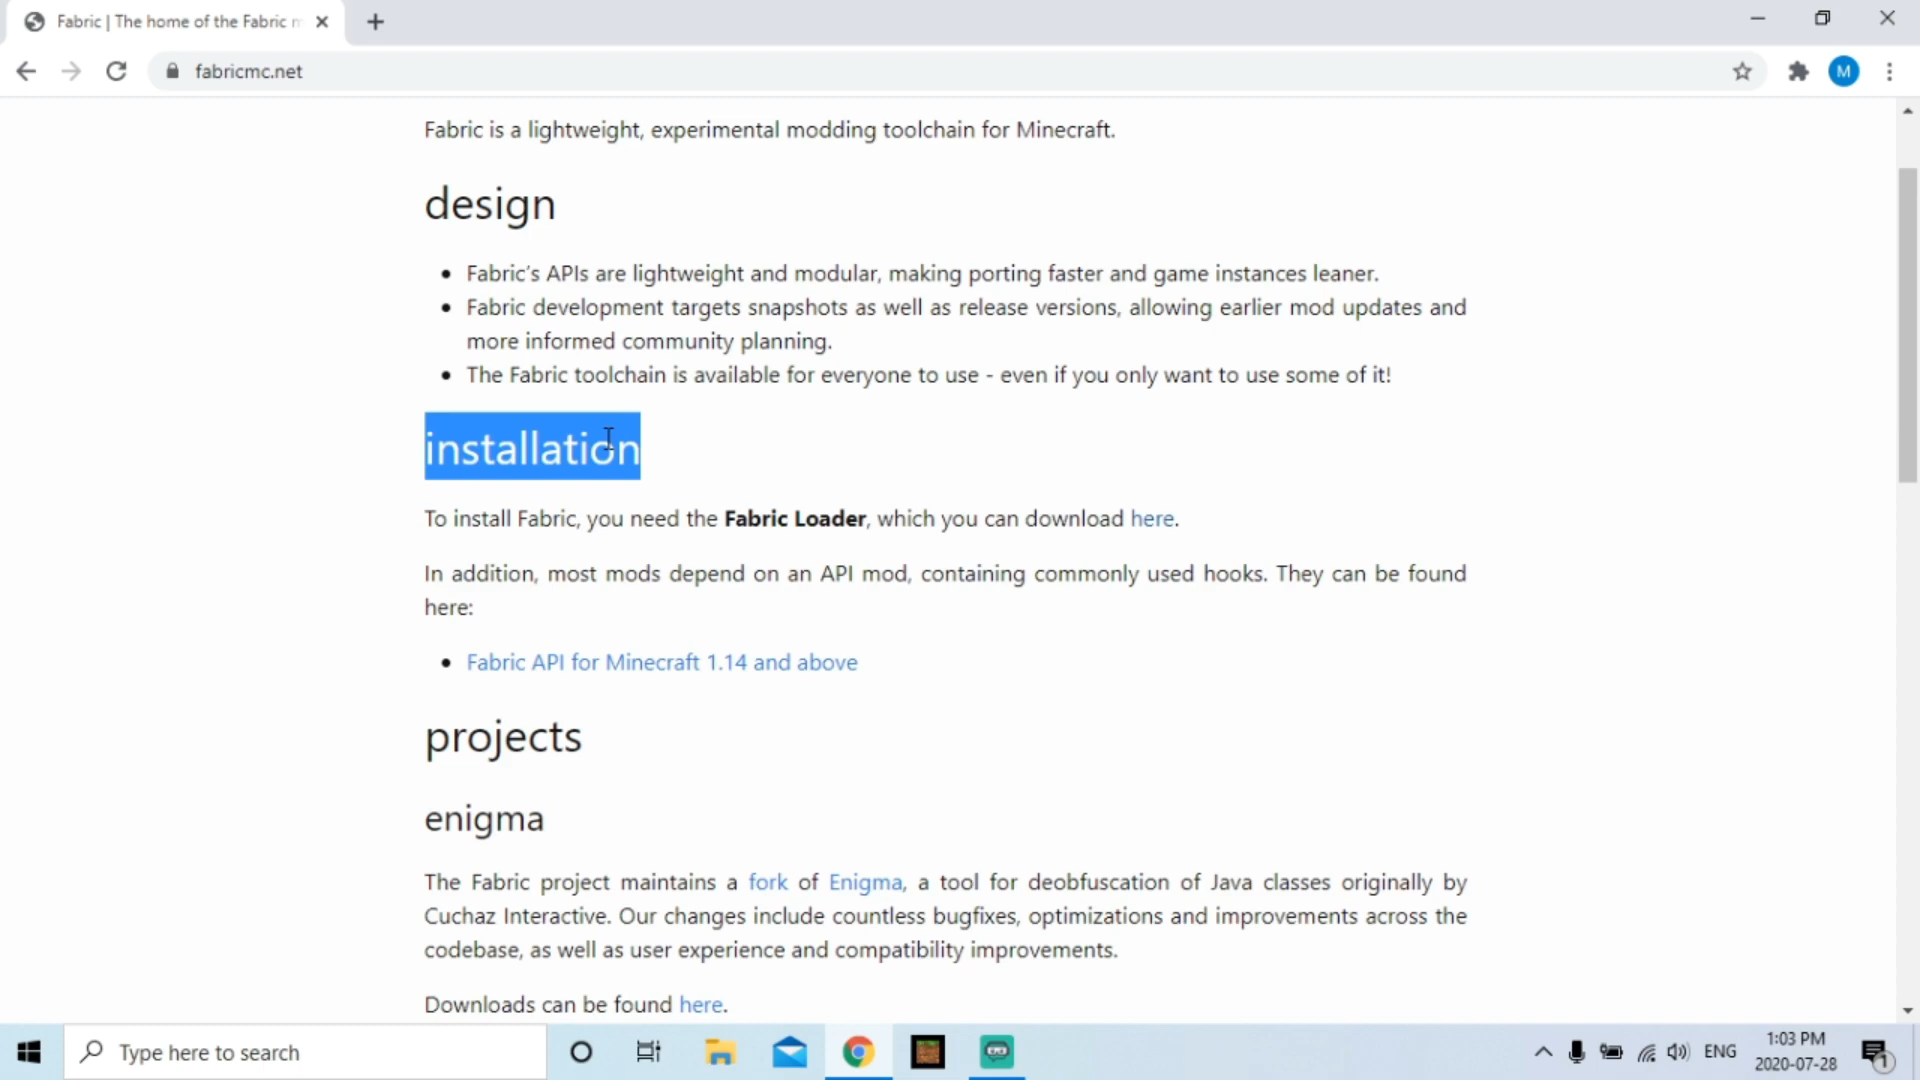 Fabric | The home of the Fabric m
fabricmc.net
M
Fabric is a lightweight, experimental modding toolchain for Minecraft.
design
Fabric's APIs are lightweight and modular, making porting faster and game instances leaner.
Fabric development targets snapshots as well as release versions, allowing earlier mod updates and
more informed community planning.
The Fabric toolchain is available for everyone to use - even if you only want to use some of it!
installation
To install Fabric, you need the Fabric Loader, which you can download here.
In addition, most mods depend on an API mod, containing commonly used hooks. They can be found
here:
Fabric API for Minecraft 1.14 and above
projects
enigma
The Fabric project maintains a fork of Enigma, a tool for deobfuscation of Java classes originally by
Cuchaz Interactive. Our changes include countless bugfixes, optimizations and improvements across the
codebase, as well as user experience and compatibility improvements.
Downloads can be found here.
Type here to search
ENG
1:03 PM
2020-07-28
1